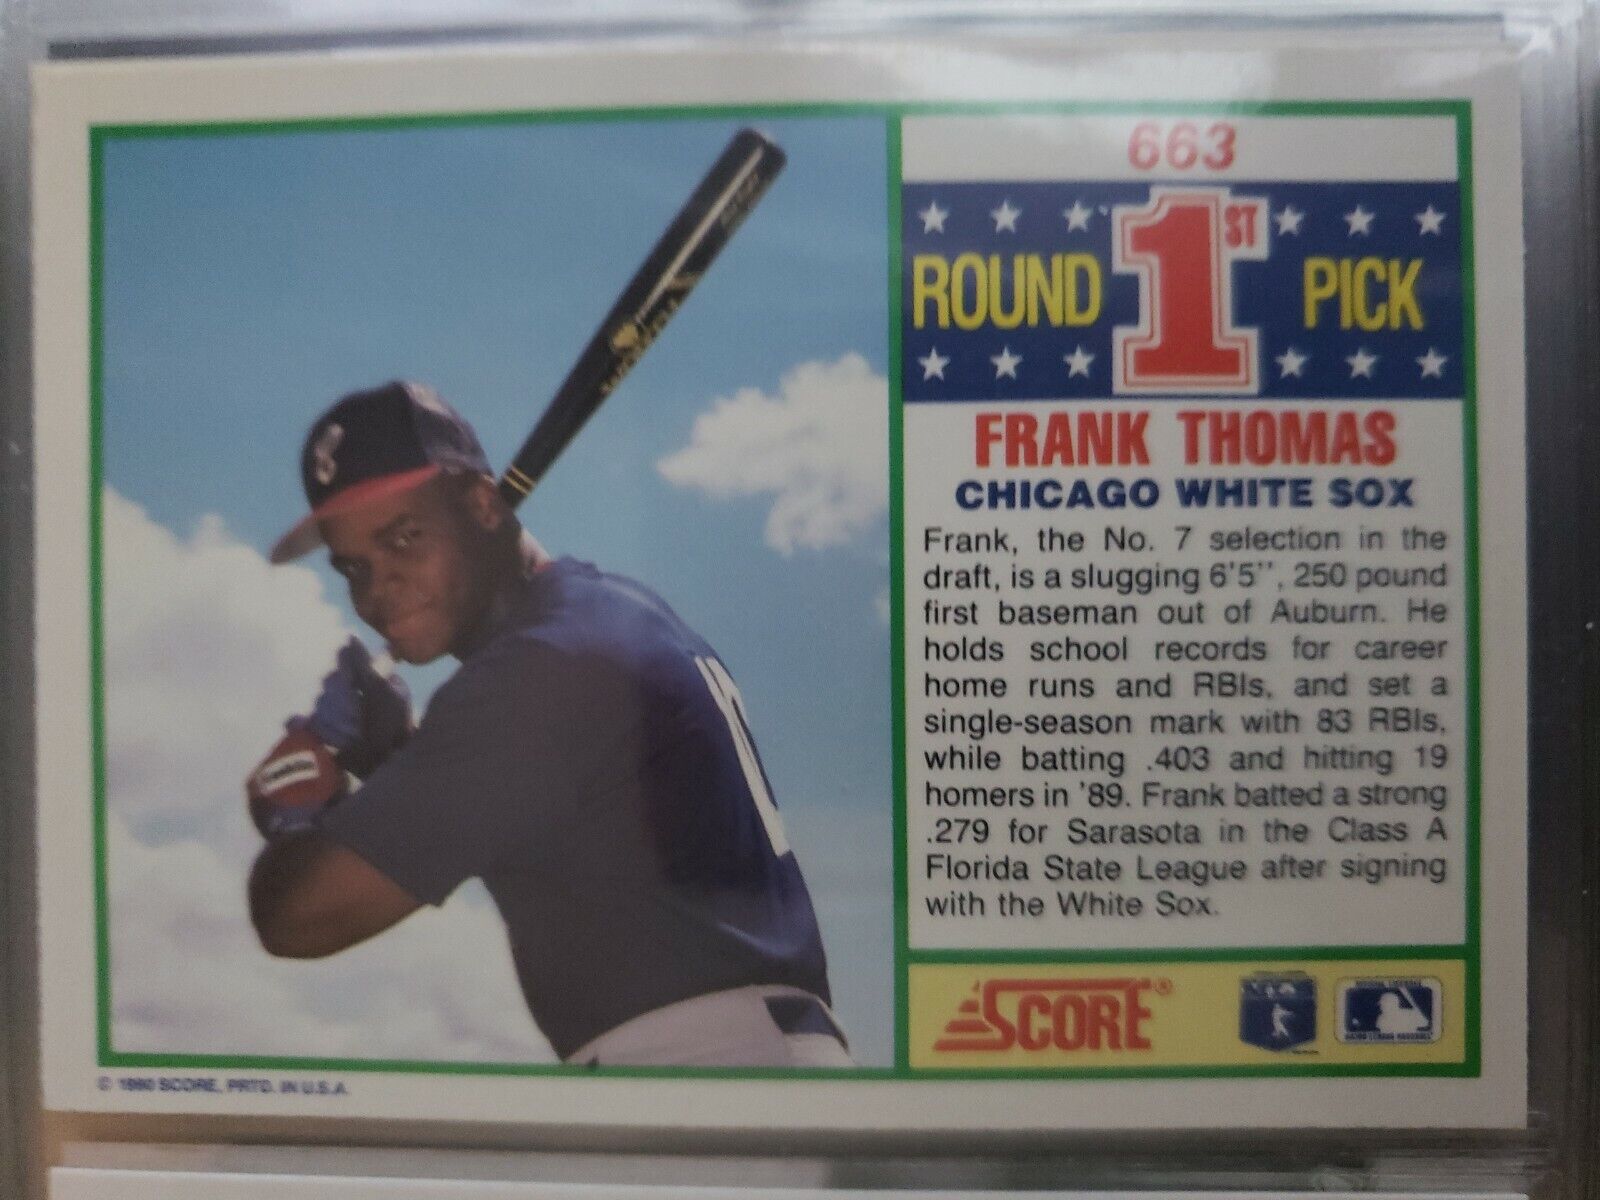 663
ROUND 1ST PICK
FRANK THOMAS
CHICAGO WHITE SOX
Frank, the No. 7 selection in the
draft, is a slugging 6'5'', 250 pound
first baseman out of Auburn. He
holds school records for career
home runs and RBIs, and set a
single-season mark with 83 RBIs,
while batting .403 and hitting 19
homers in '89. Frank batted a strong
.279 for Sarasota in the Class A
Florida State League after signing
with the White Sox.
SCORE®
© 1990 SCORE, PRTD. IN U.S.A.